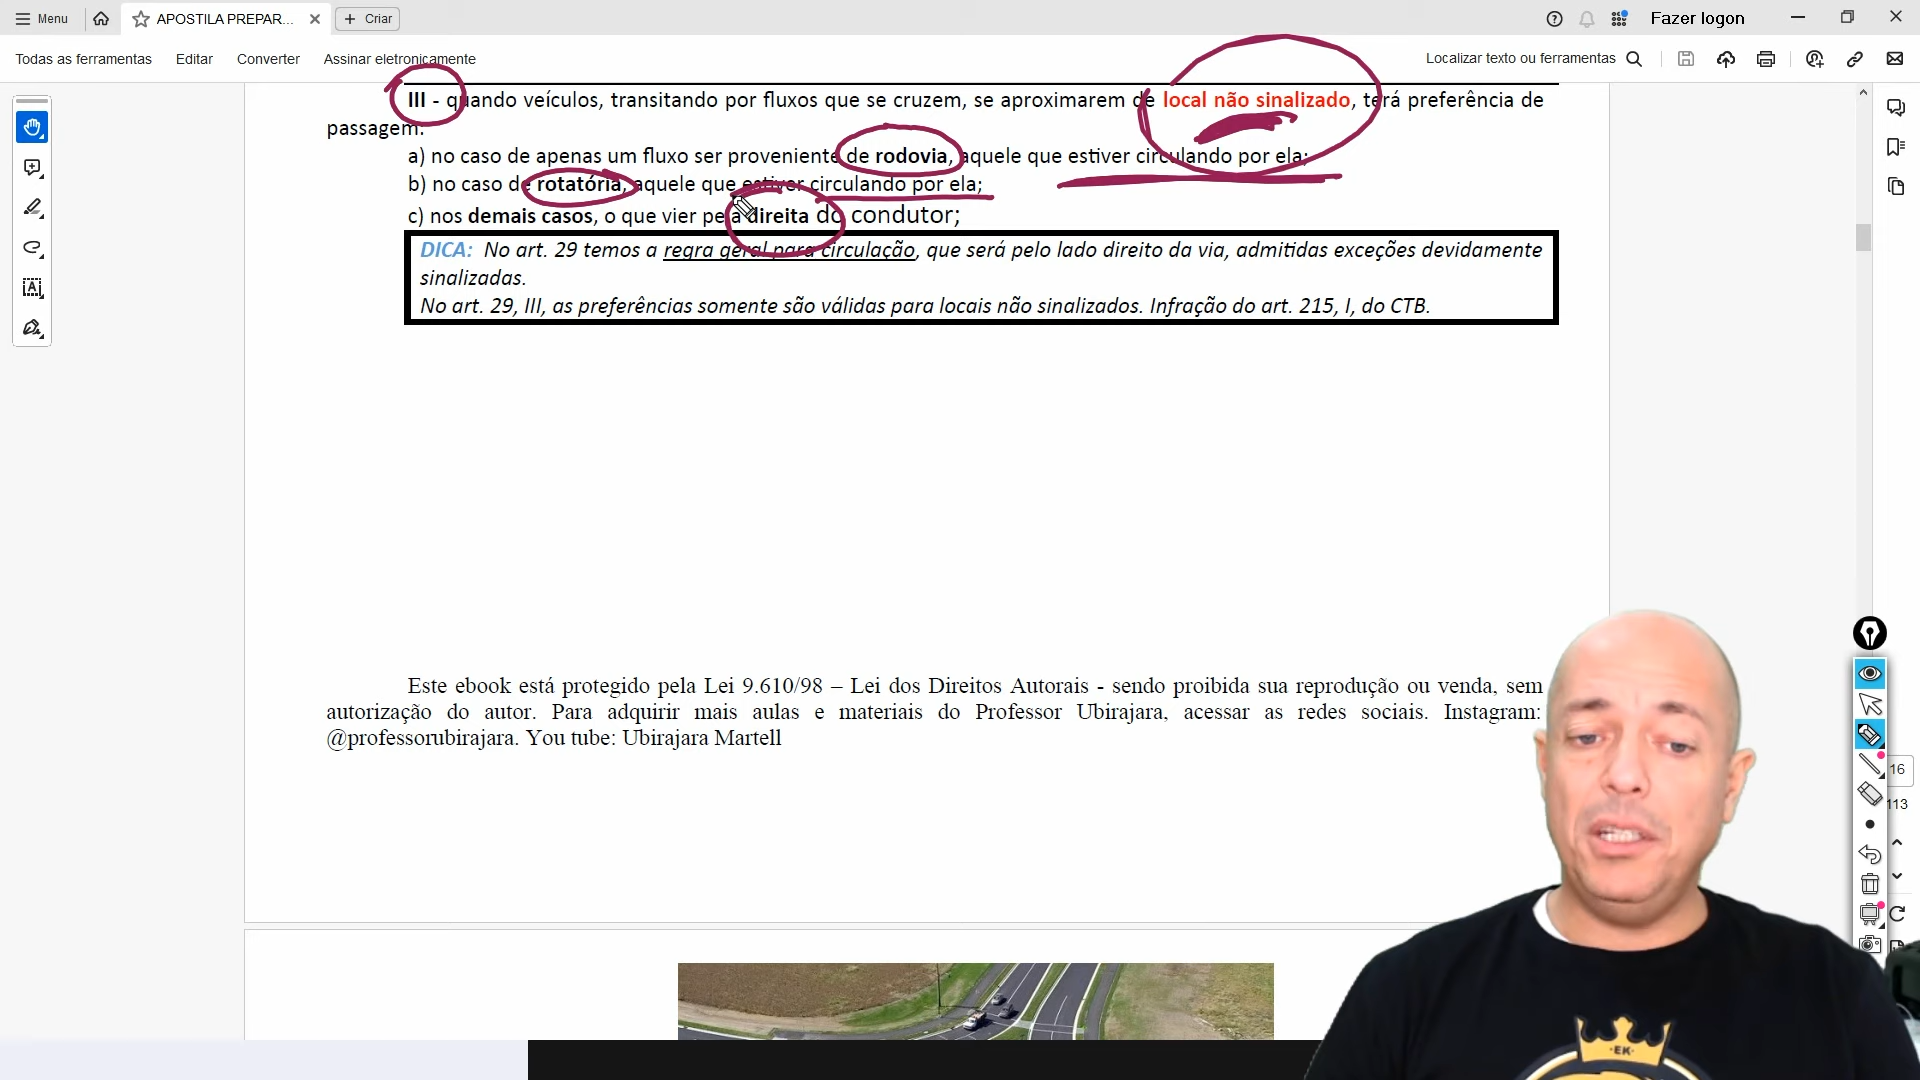 Menu
APOSTILA PREPAR...
Criar
Fazer logon
Todas as ferramentas
Editar
Converter
Assinar eletronicamente
Localizar texto ou ferramentas
III - quando veículos, transitando por fluxos que se cruzem, se aproximarem de local não sinalizado, terá preferência de
passagem:
a) no caso de apenas um fluxo ser proveniente de rodovia, aquele que estiver circulando por ela;
b) no caso de rotatória, aquele que estiver circulando por ela;
c) nos demais casos, o que vier pela direita do condutor;
DICA: No art. 29 temos a regra geral para circulação, que será pelo lado direito da via, admitidas exceções devidamente
sinalizadas.
No art. 29, III, as preferências somente são válidas para locais não sinalizados. Infração do art. 215, I, do CTB.
Este ebook está protegido pela Lei 9.610/98 – Lei dos Direitos Autorais - sendo proibida sua reprodução ou venda, sem
autorização do autor. Para adquirir mais aulas e materiais do Professor Ubirajara, acessar as redes sociais. Instagram:
@professorubirajara. You tube: Ubirajara Martell
16
113
·EK·